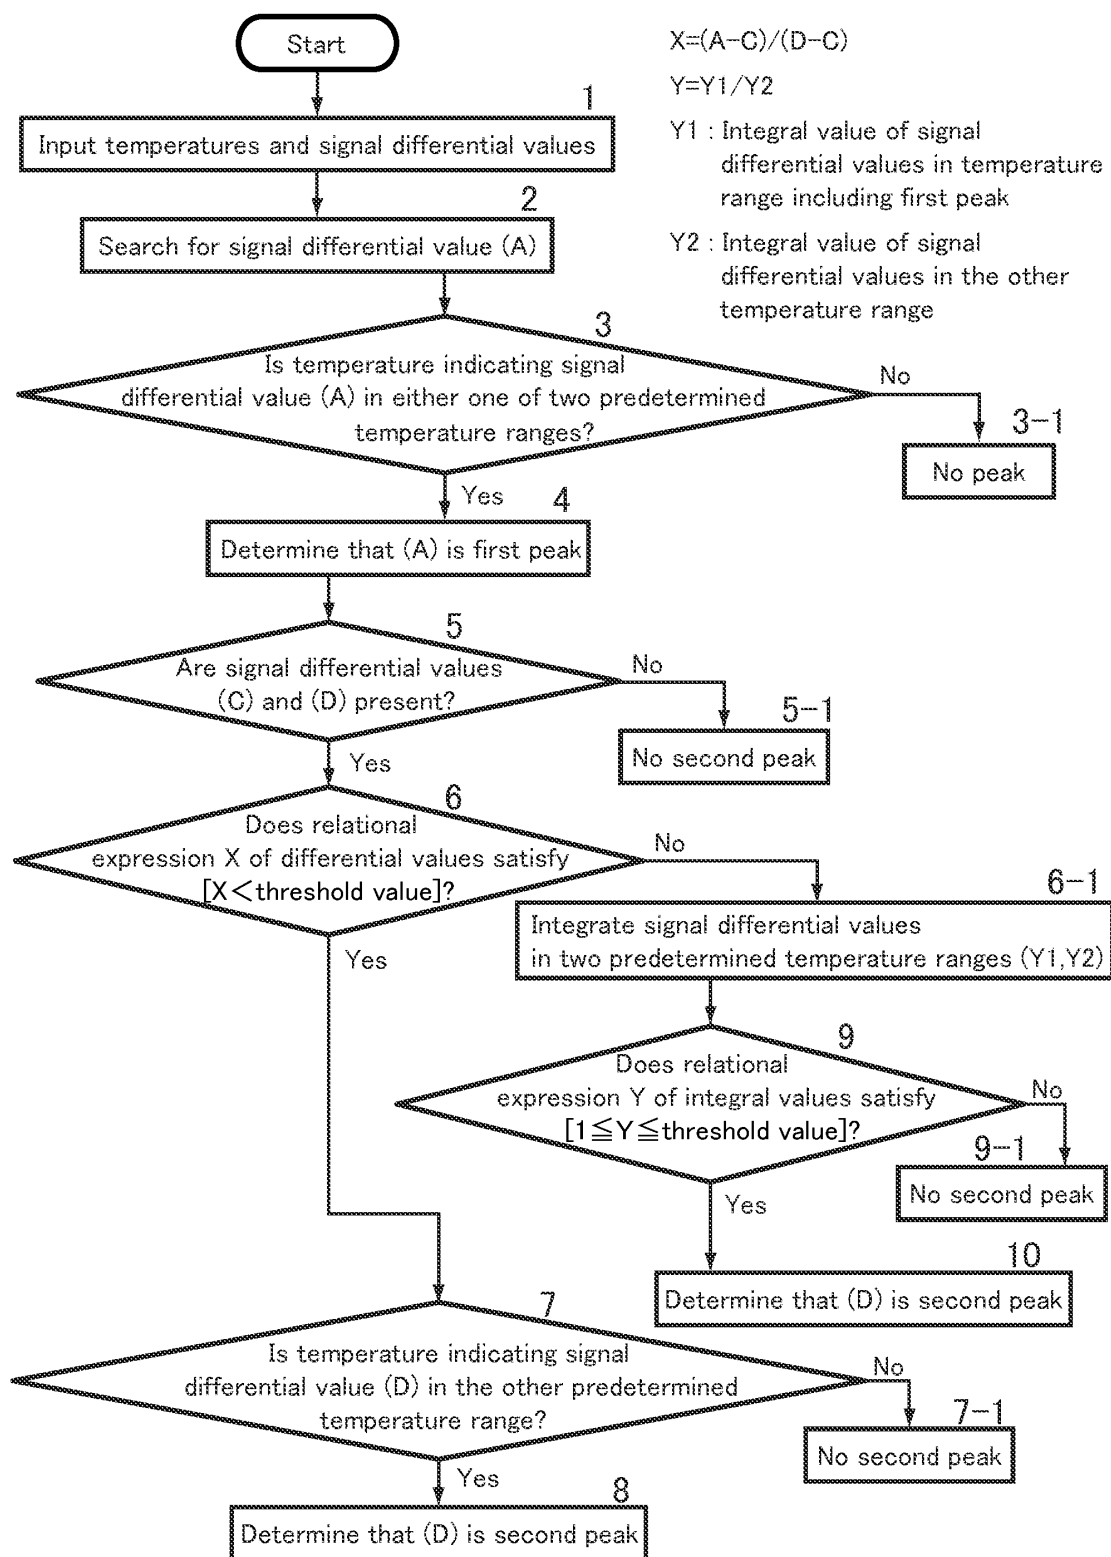 Start
X=(A-C)/(D-C)
Y=Y1/Y2
Y1 : Integral value of signal
differential values in temperature
range including first peak
Y2 : Integral value of signal
differential values in the other
temperature range
1
Input temperatures and signal differential values
2
Search for signal differential value (A)
3
Is temperature indicating signal
differential value (A) in either one of two predetermined
temperature ranges?
No
3-1
No peak
Yes
4
Determine that (A) is first peak
5
Are signal differential values
(C) and (D) present?
No
5-1
No second peak
Yes
6
Does relational
expression X of differential values satisfy
[X＜threshold value]?
No
6-1
Integrate signal differential values
in two predetermined temperature ranges (Y1,Y2)
Yes
9
Does relational
expression Y of integral values satisfy
[1≦Y≦threshold value]?
No
9-1
No second peak
Yes
10
Determine that (D) is second peak
7
Is temperature indicating signal
differential value (D) in the other predetermined
temperature range?
No
7-1
No second peak
Yes
8
Determine that (D) is second peak